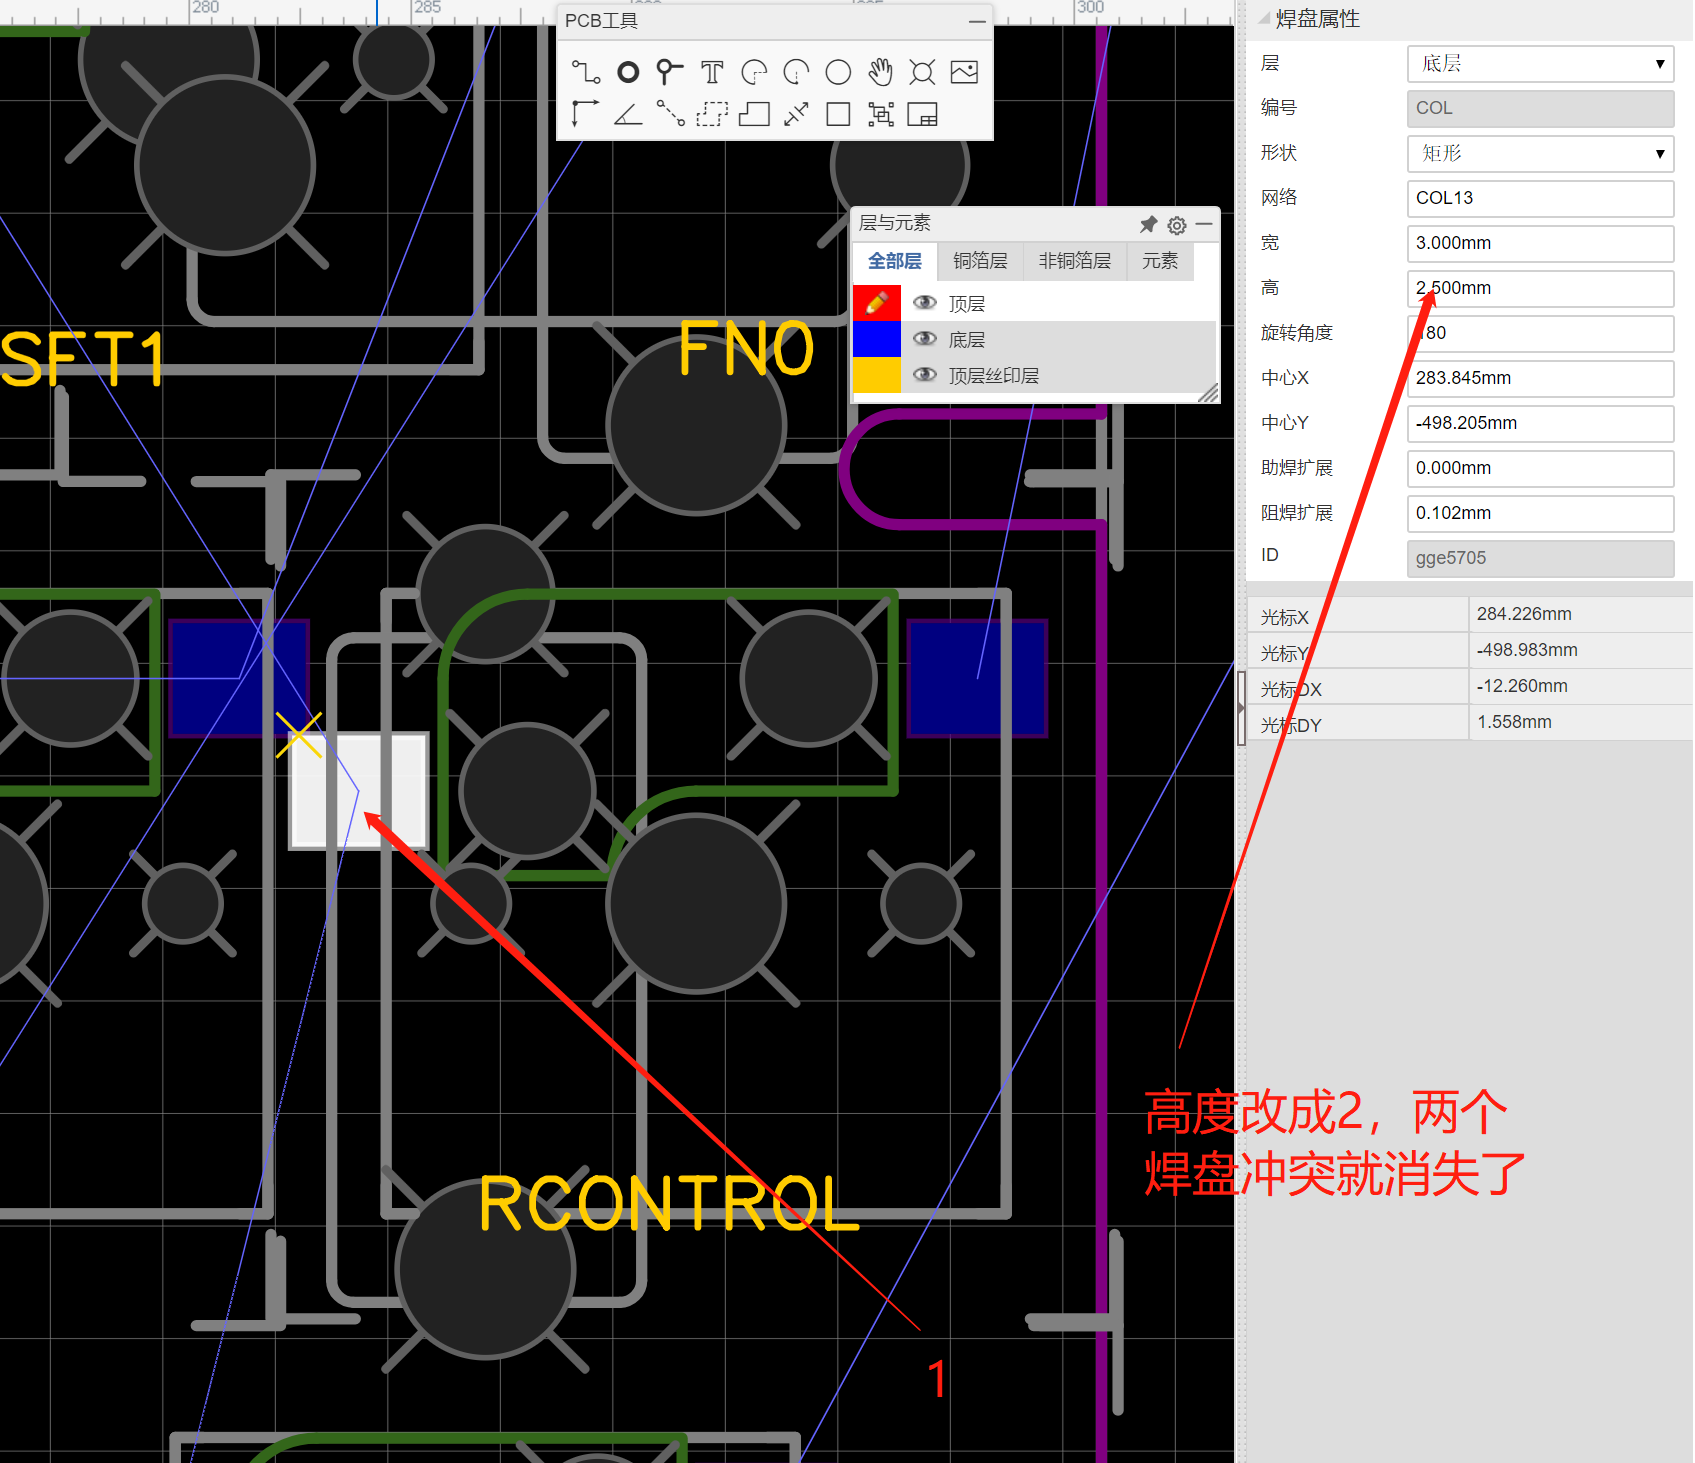 280
285
300
PCB工具
焊盘属性
层
底层
编号
COL
形状
矩形
网络
COL13
宽
3.000mm
高
2.500mm
旋转角度
180
中心X
283.845mm
中心Y
-498.205mm
助焊扩展
0.000mm
阻焊扩展
0.102mm
ID
gge5705
光标X
284.226mm
光标Y
-498.983mm
光标DX
-12.260mm
光标DY
1.558mm
层与元素
全部层
铜箔层
非铜箔层
元素
顶层
底层
顶层丝印层
SFT1
FN0
RCONTROL
高度改成2，两个
焊盘冲突就消失了
1